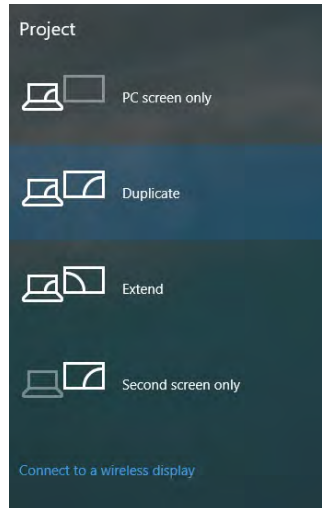 Project
PC screen only
Duplicate
Extend
Second screen only
Connect to a wireless display